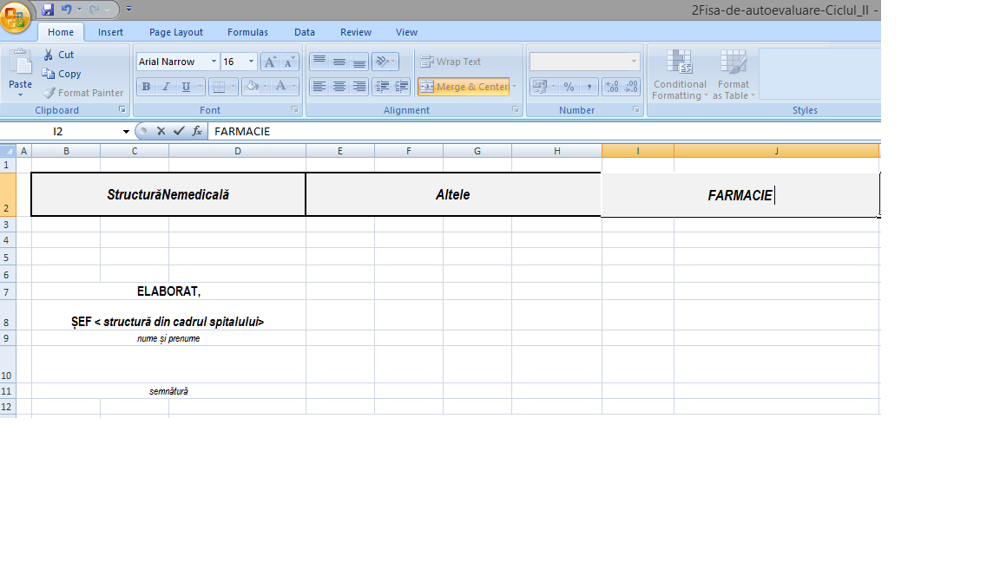 2Fisa-de-autoevaluare-Ciclul_II -
Home Insert Page Layout Formulas Data Review View
Cut
Copy
Format Painter
Paste
Clipboard
Arial Narrow 16
A A
B I U A
Font
Wrap Text
Merge & Center
Alignment
% , .0 .00 .00 .0
Number
Conditional Formatting
Format as Table
Styles
I2 fx FARMACIE
A B C D E F G H I J
1
2 StructurăNemedicală Altele FARMACIE
3
4
5
6
7 ELABORAT,
8 ȘEF < structură din cadrul spitalului>
9 nume și prenume
10
11 semnătură
12